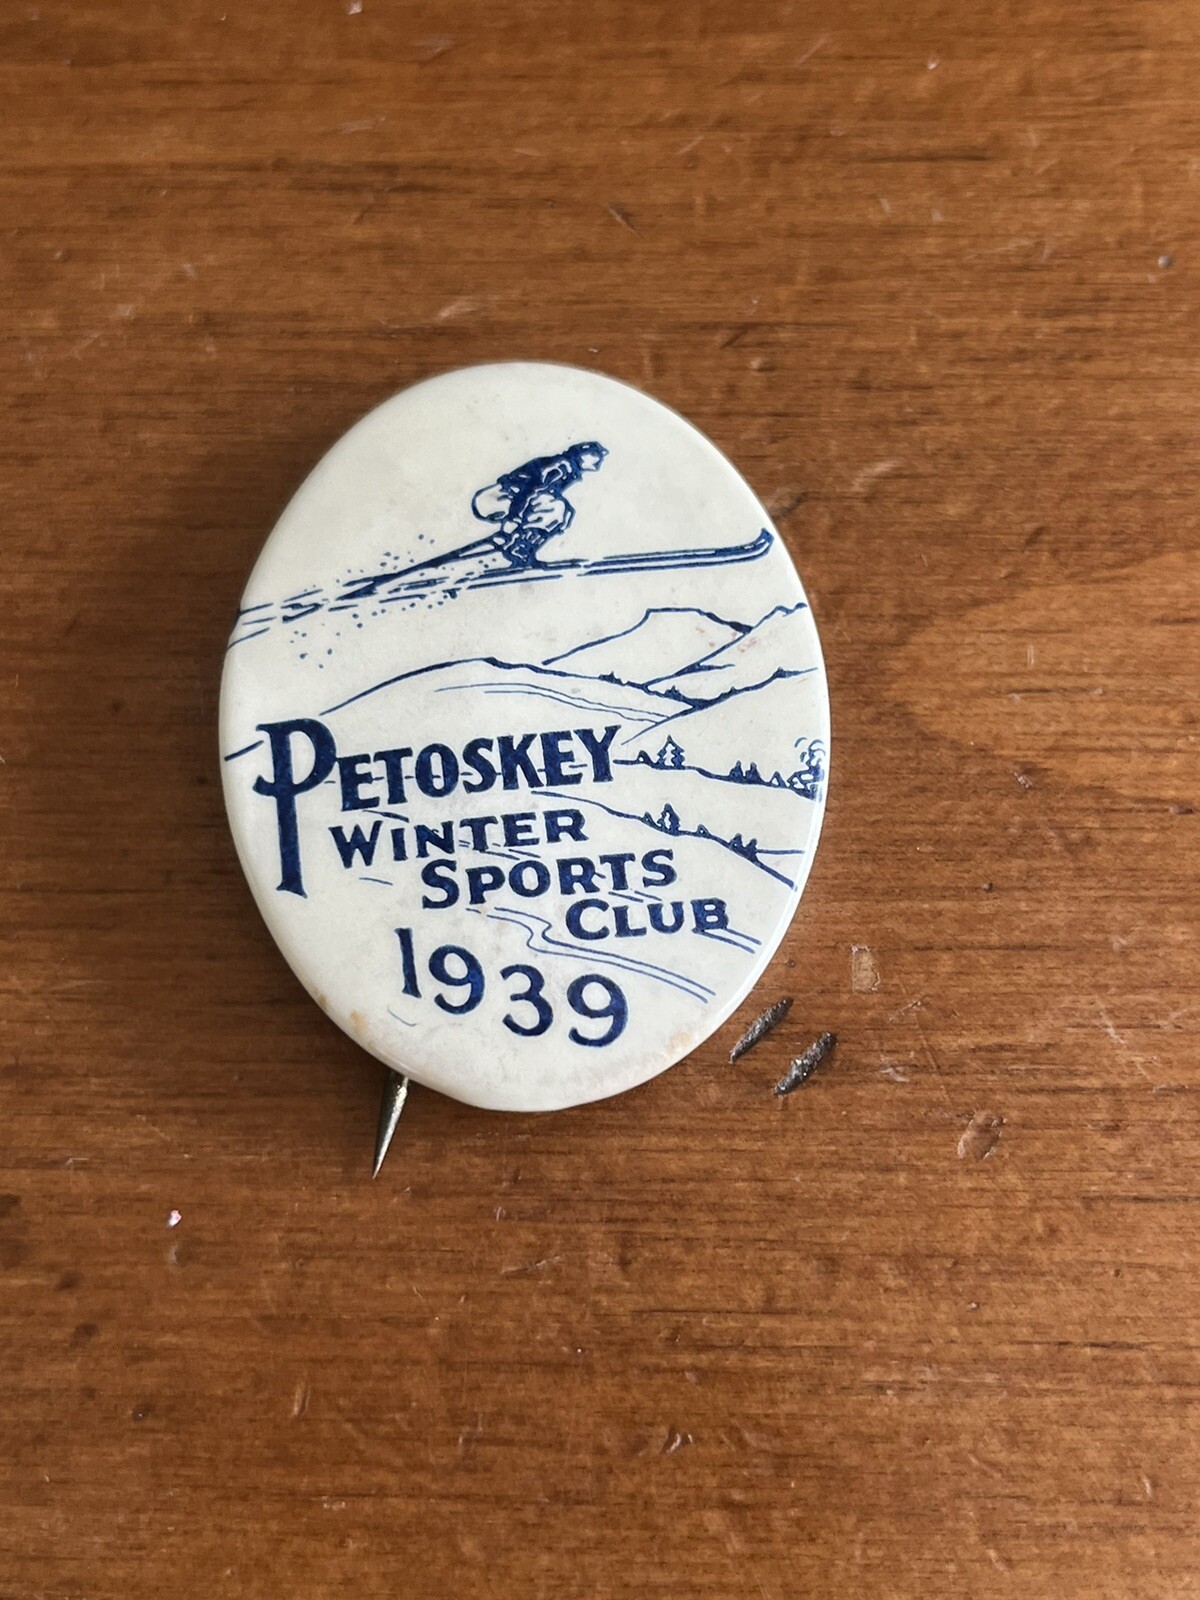 PETOSKEY
WINTER
SPORTS
CLUB
1939